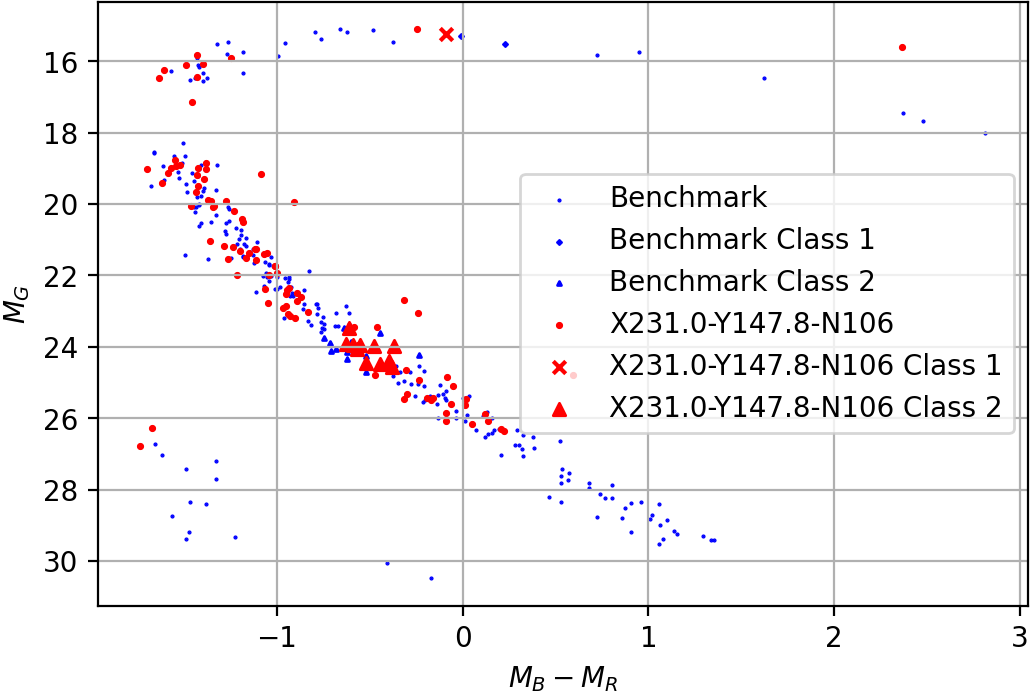 16
18
20
22
24
26
28
30
M_G
Benchmark
Benchmark Class 1
Benchmark Class 2
X231.0-Y147.8-N106
X231.0-Y147.8-N106 Class 1
X231.0-Y147.8-N106 Class 2
−1 0 1 2 3
M_B − M_R